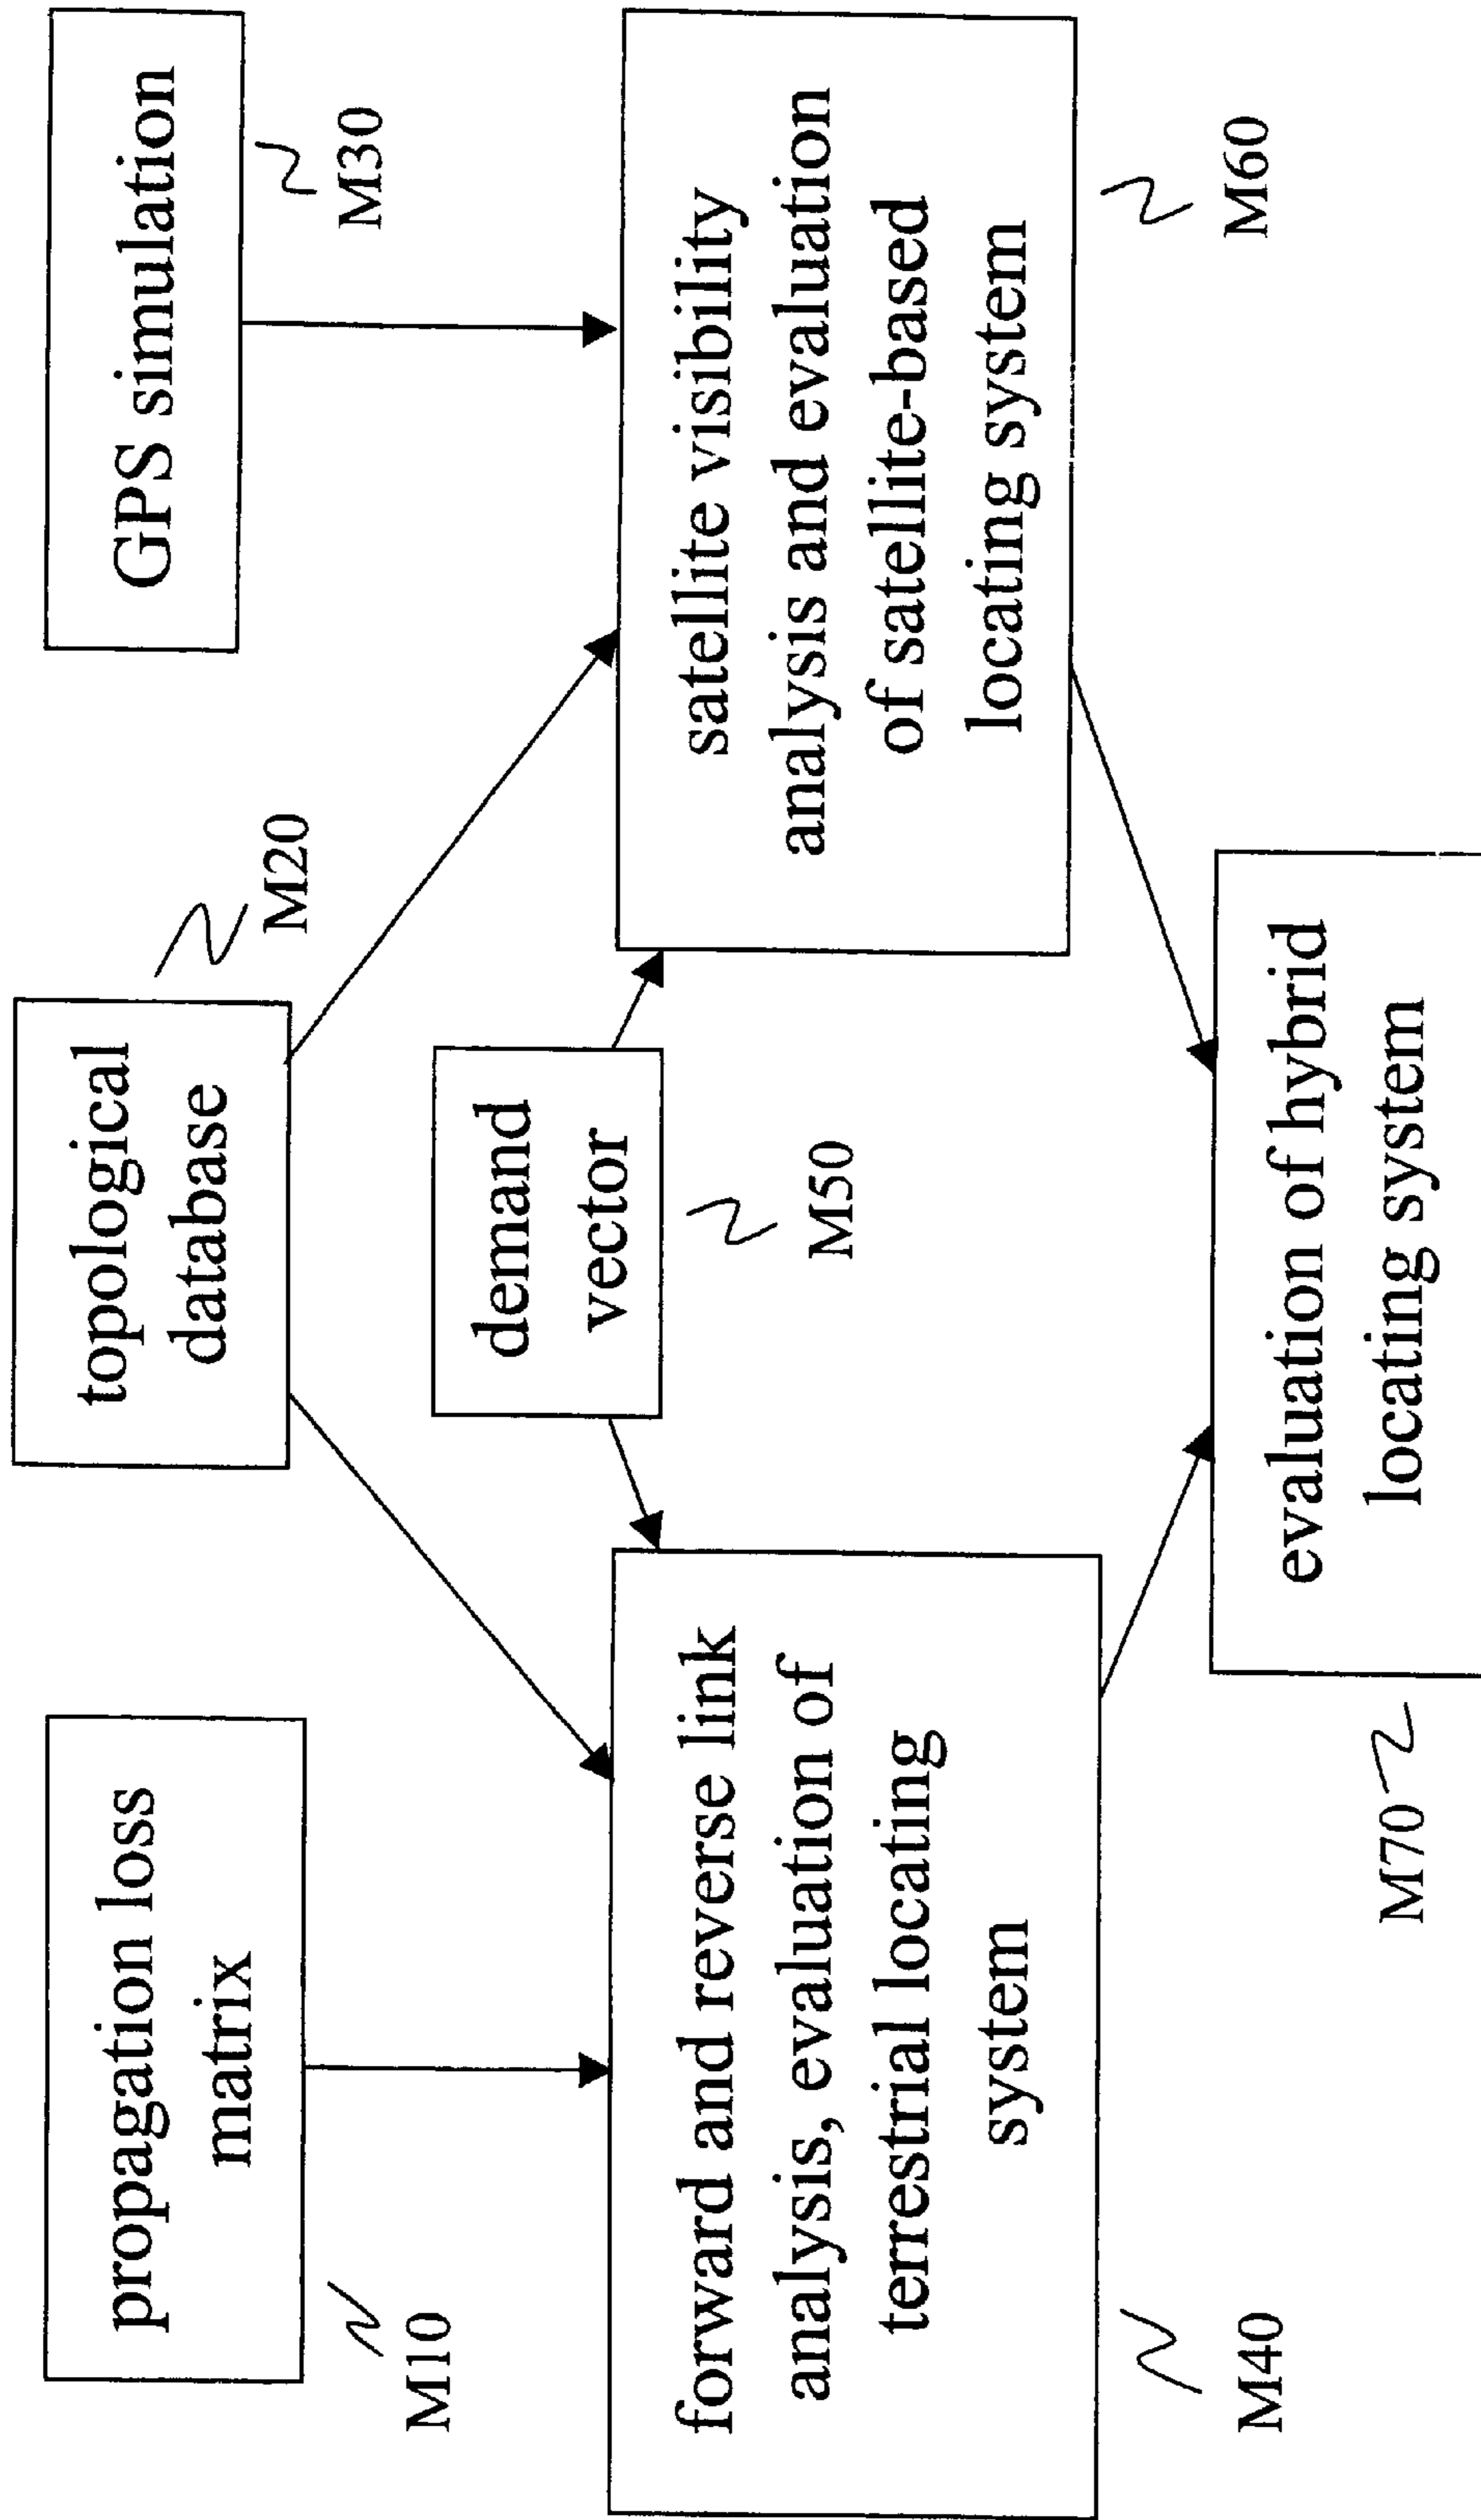 propagation loss
matrix
M10
topological
database
M20
GPS simulation
M30
demand
vector
M50
forward and reverse link
analysis, evaluation of
terrestrial locating
system
M40
satellite visibility
analysis and evaluation
of satellite-based
locating system
M60
evaluation of hybrid
locating system
M70